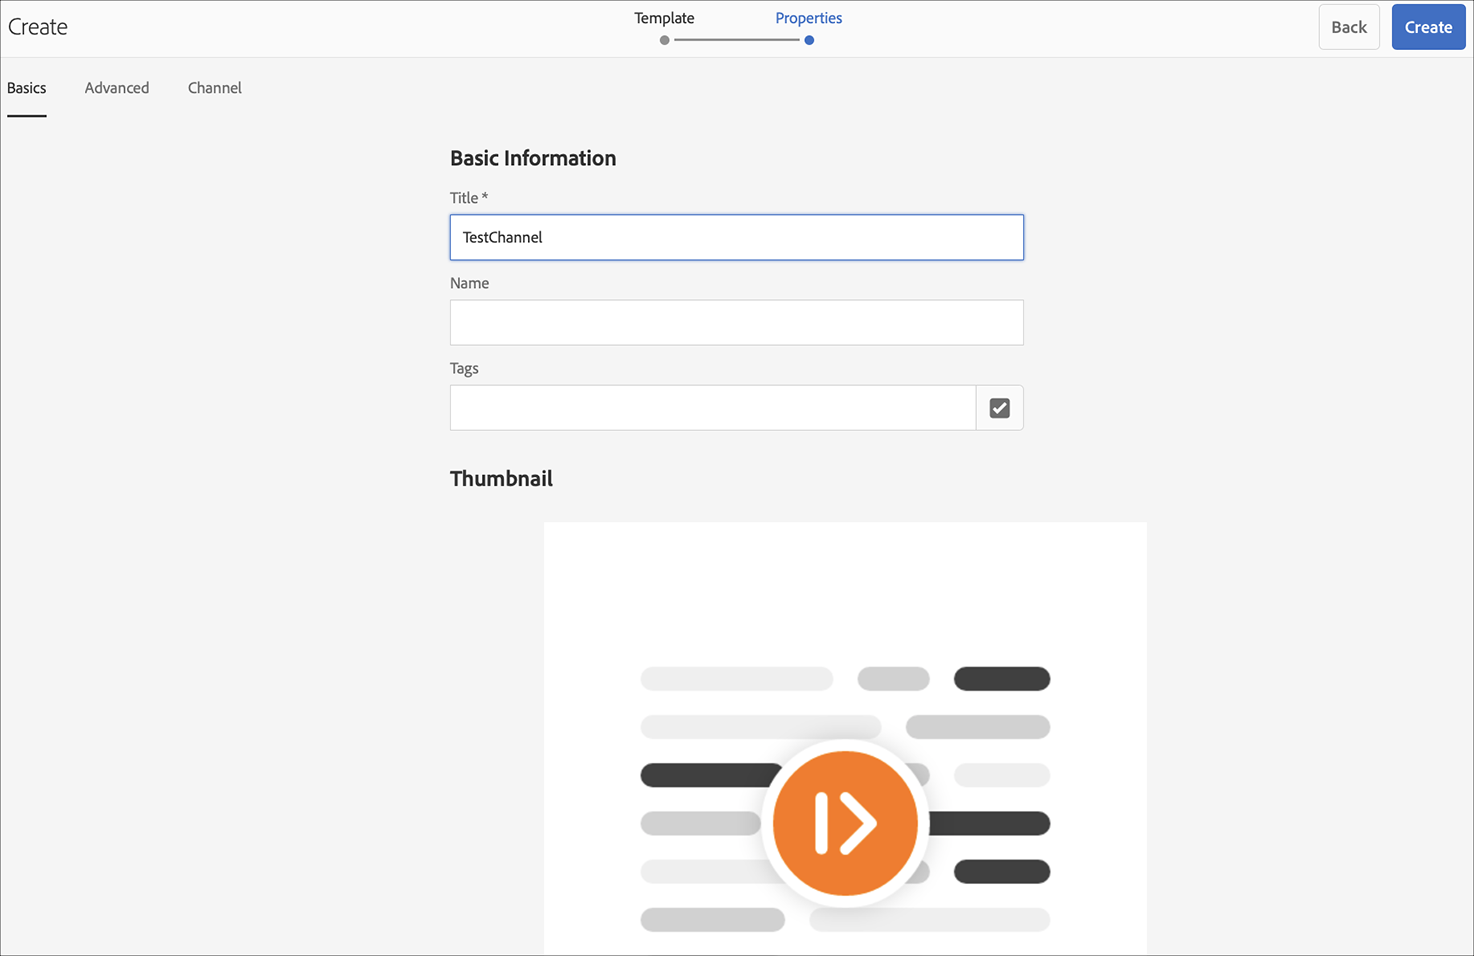 Create
Template
Properties
Back
Create
Basics
Advanced
Channel
Basic Information
Title *
TestChannel
Name
Tags
Thumbnail